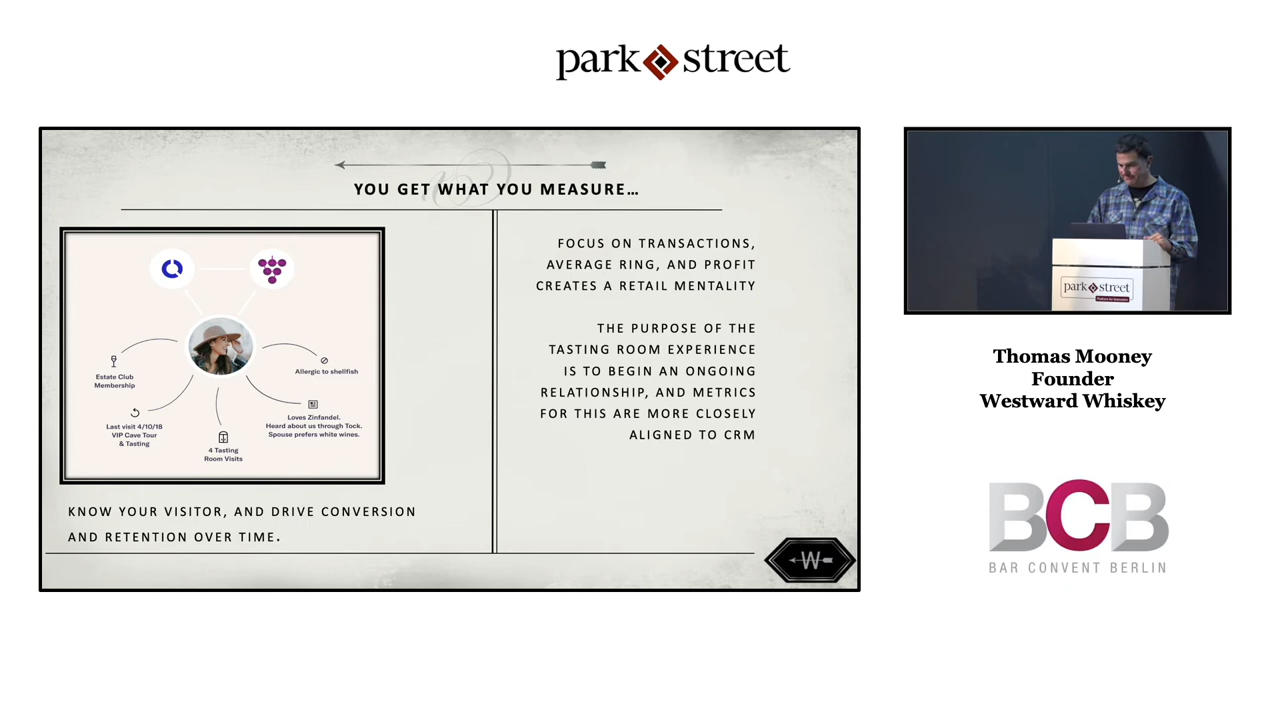 park street
YOU GET WHAT YOU MEASURE…
Estate Club
Membership
Allergic to shellfish
Last visit 4/10/18
VIP Cave Tour
& Tasting
4 Tasting
Room Visits
Loves Zinfandel.
Heard about us through Tock.
Spouse prefers white wines.
KNOW YOUR VISITOR, AND DRIVE CONVERSION
AND RETENTION OVER TIME.
FOCUS ON TRANSACTIONS,
AVERAGE RING, AND PROFIT
CREATES A RETAIL MENTALITY
THE PURPOSE OF THE
TASTING ROOM EXPERIENCE
IS TO BEGIN AN ONGOING
RELATIONSHIP, AND METRICS
FOR THIS ARE MORE CLOSELY
ALIGNED TO CRM
W
park street
Thomas Mooney
Founder
Westward Whiskey
BCB
BAR CONVENT BERLIN